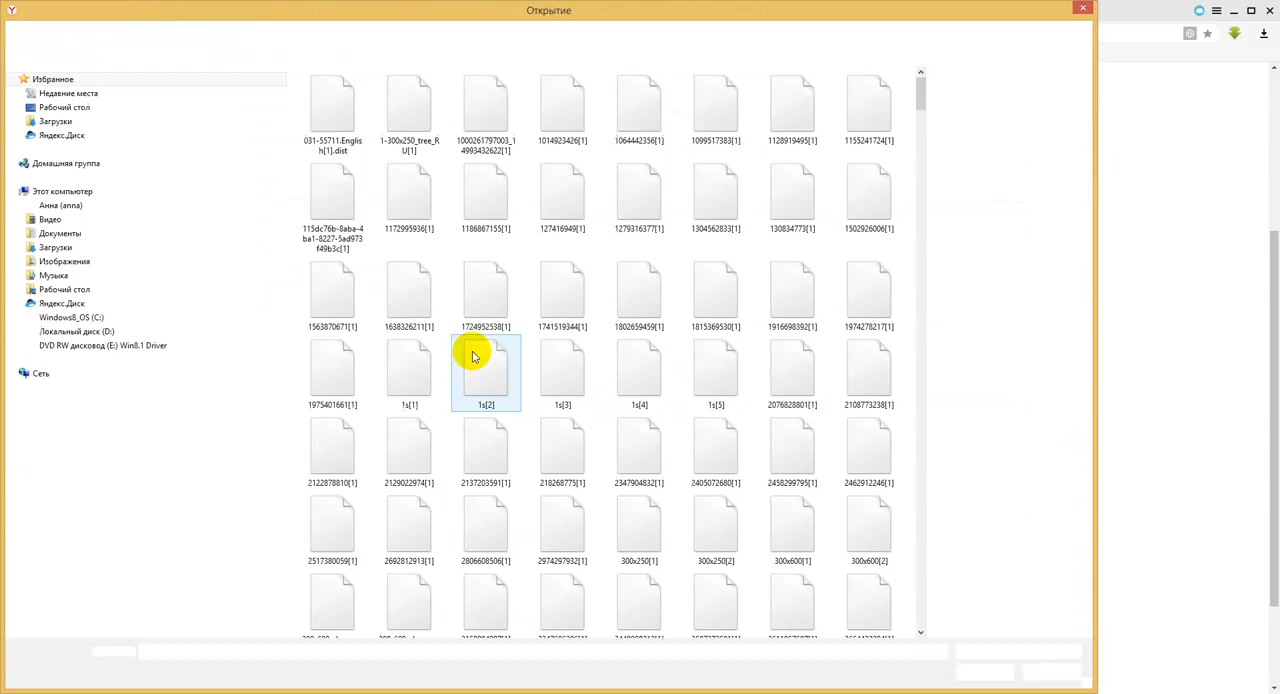 Открытие
Избранное
Недавние места
Рабочий стол
Загрузки
Яндекс.Диск
Домашняя группа
Этот компьютер
Анна (anna)
Видео
Документы
Загрузки
Изображения
Музыка
Рабочий стол
Яндекс.Диск
Windows8_OS (C:)
Локальный диск (D:)
DVD RW дисковод (E:) Win8.1 Driver
Сеть
031-55711.Englis
h[1].dist
1-300x250_tree_R
U[1]
1000261797003_1
4993432622[1]
1014923426[1]
1064442356[1]
1099517383[1]
1128919495[1]
1155241724[1]
115dc76b-8aba-4
ba1-8227-5ad973
f49b3c[1]
1172995936[1]
1186867155[1]
127416949[1]
1279316377[1]
1304562833[1]
130834773[1]
1502926006[1]
1563870671[1]
1638326211[1]
1724952538[1]
1741519344[1]
1802659459[1]
1815369530[1]
1916698392[1]
1974278217[1]
1975401661[1]
1s[1]
1s[2]
1s[3]
1s[4]
1s[5]
2076828801[1]
2108773238[1]
2122878810[1]
2129022974[1]
2137203591[1]
218268775[1]
2347904832[1]
2405072680[1]
2458299795[1]
2462912246[1]
2517380059[1]
2692812913[1]
2806608506[1]
2974297932[1]
300x250[1]
300x250[2]
300x600[1]
300x600[2]